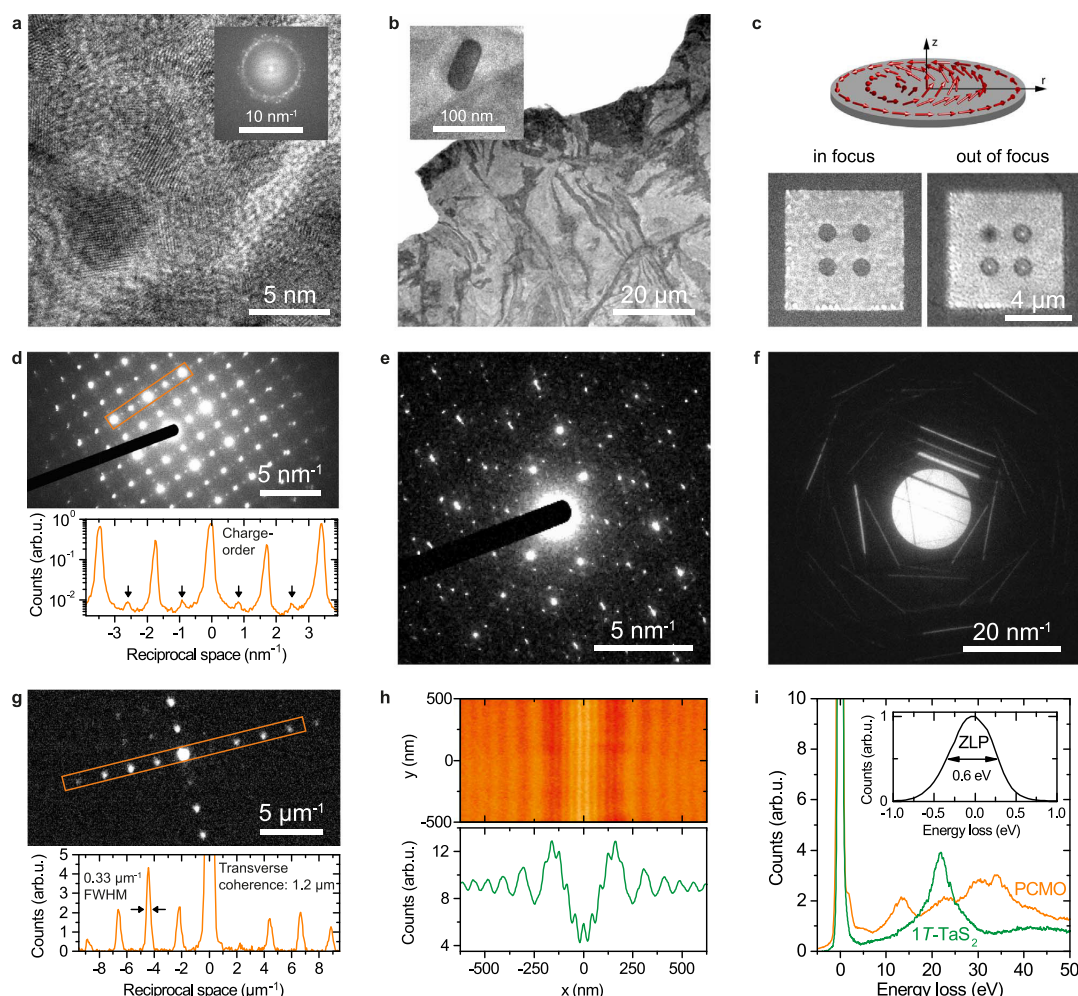 a
10 nm⁻¹
5 nm
b
100 nm
20 µm
c
z
r
in focus
out of focus
4 µm
d
5 nm⁻¹
Counts (arb.u.)
10⁰
10⁻¹
10⁻²
Charge-
order
-3 -2 -1 0 1 2 3
Reciprocal space (nm⁻¹)
e
5 nm⁻¹
f
20 nm⁻¹
g
5 µm⁻¹
Counts (arb.u.)
5
4
3
2
1
0
0.33 µm⁻¹
FWHM
Transverse
coherence: 1.2 µm
-8 -6 -4 -2 0 2 4 6 8
Reciprocal space (µm⁻¹)
h
y (nm)
500
0
-500
Counts (arb.u.)
12
8
4
-500 -250 0 250 500
x (nm)
i
Counts (arb.u.)
10
8
6
4
2
0
Counts (arb.u.)
1
0
ZLP
0.6 eV
-1.0 -0.5 0.0 0.5 1.0
Energy loss (eV)
PCMO
1T-TaS₂
0 10 20 30 40 50
Energy loss (eV)